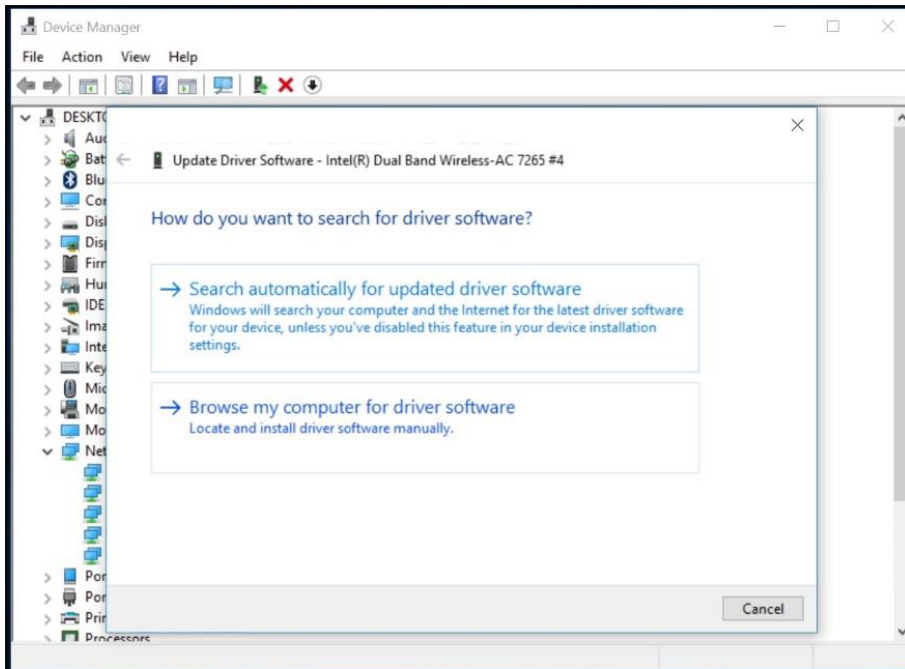 Device Manager
File Action View Help
DESKTO
Aud
Bat
Blu
Cor
Disl
Disp
Firr
Hur
IDE
Ima
Inte
Key
Mic
Mo
Mo
Net
Por
Por
Prin
Processors
Update Driver Software - Intel(R) Dual Band Wireless-AC 7265 #4
How do you want to search for driver software?
Search automatically for updated driver software
Windows will search your computer and the Internet for the latest driver software
for your device, unless you've disabled this feature in your device installation
settings.
Browse my computer for driver software
Locate and install driver software manually.
Cancel